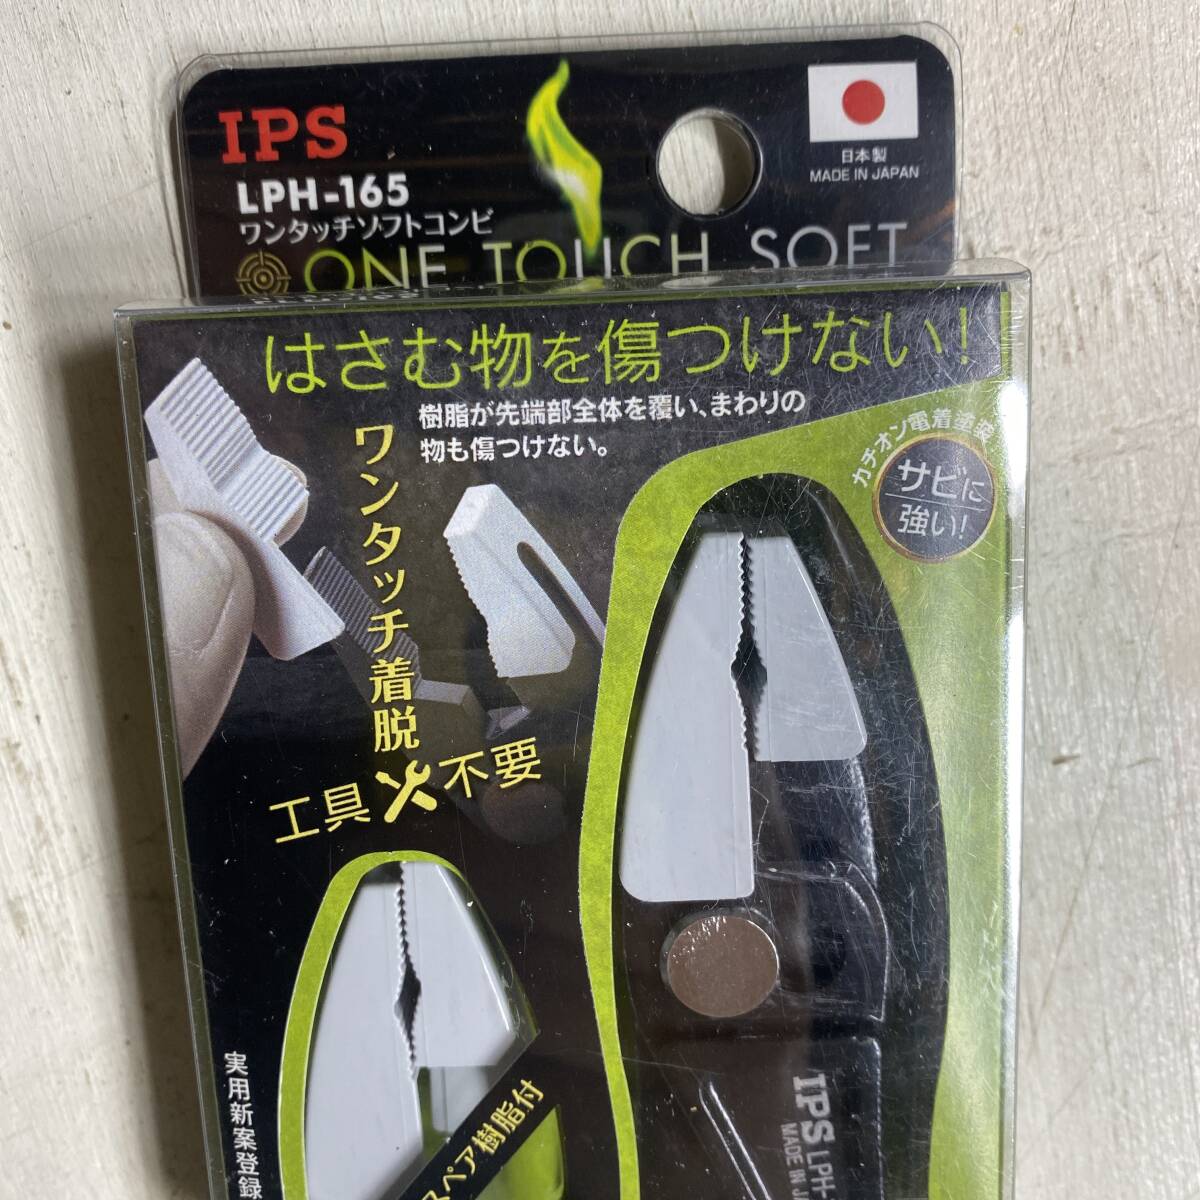 IPS
LPH-165
ワンタッチソフトコンビ
ONE TOUCH SOFT
日本製
MADE IN JAPAN
はさむ物を傷つけない!
樹脂が先端部全体を覆い、まわりの
物も傷つけない。
カチオン電着塗装
サビに
強い!
ワンタッチ着脱
工具不要
実用新案登録
スペア樹脂付
IPS LPH-
MADE IN